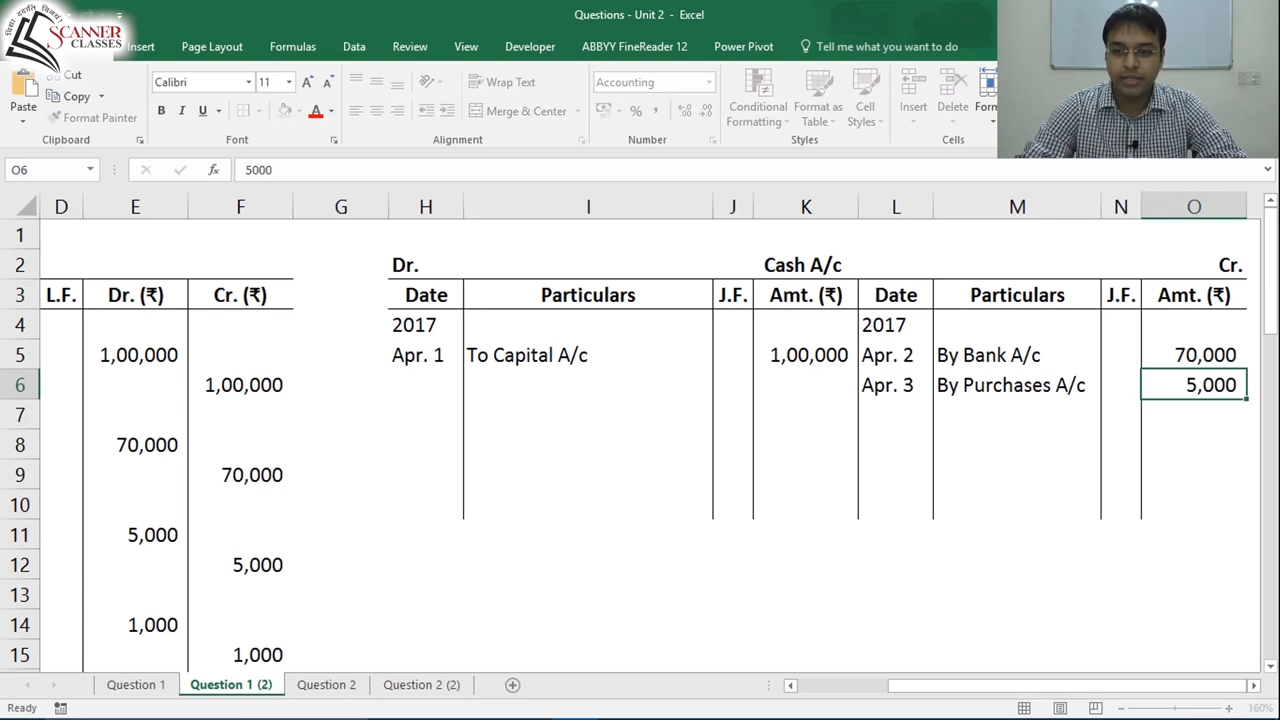 SCANNER
CLASSES
Questions - Unit 2 - Excel
Insert Page Layout Formulas Data Review View Developer ABBYY FineReader 12 Power Pivot Tell me what you want to do
Paste
Cut
Copy
Format Painter
Clipboard
Calibri 11
B I U
Font
Wrap Text
Merge & Center
Alignment
Accounting
%
Number
Conditional Formatting
Format as Table
Cell Styles
Styles
Insert Delete Form
Cells
O6 fx 5000
D E F G H I J K L M N O
1
2 Dr. Cash A/c Cr.
3 L.F. Dr. (₹) Cr. (₹) Date Particulars J.F. Amt. (₹) Date Particulars J.F. Amt. (₹)
4 2017 2017
5 1,00,000 Apr. 1 To Capital A/c 1,00,000 Apr. 2 By Bank A/c 70,000
6 1,00,000 Apr. 3 By Purchases A/c 5,000
7
8 70,000
9 70,000
10
11 5,000
12 5,000
13
14 1,000
15 1,000
Question 1 Question 1 (2) Question 2 Question 2 (2)
Ready 160%